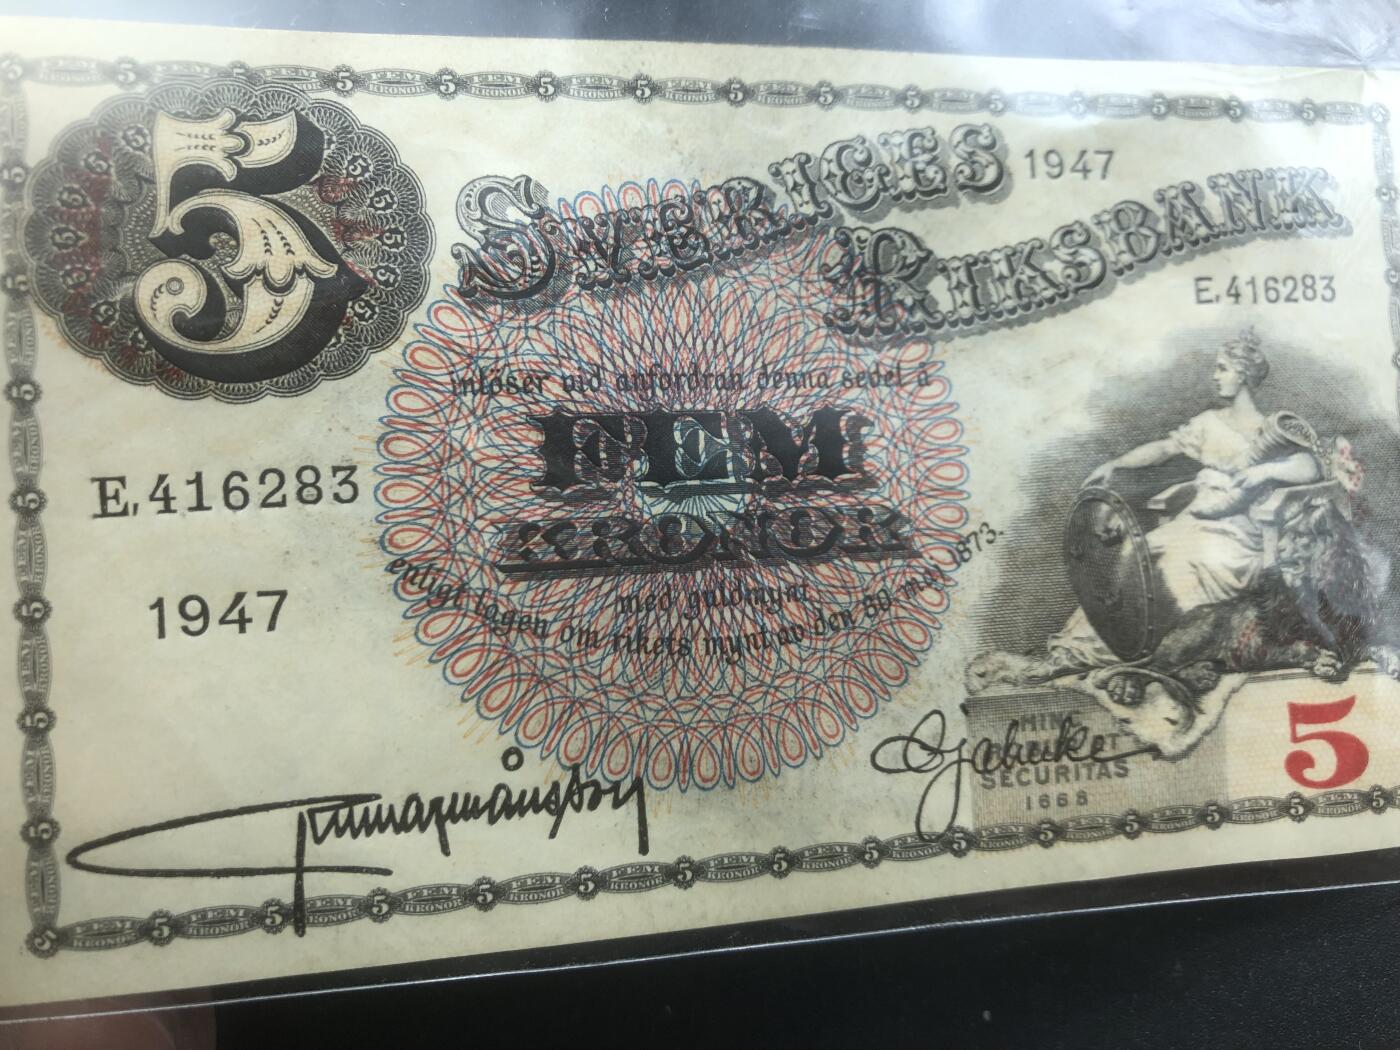 5
SVERIGES 1947
RIKSBANK
E.416283
inlöser vid anfordran denna sedel å
FEM
KRONOR
med guldmynt
enligt lagen om rikets mynt av den 30. maj 1873.
E.416283
1947
HINC
SECURITAS
1668
5